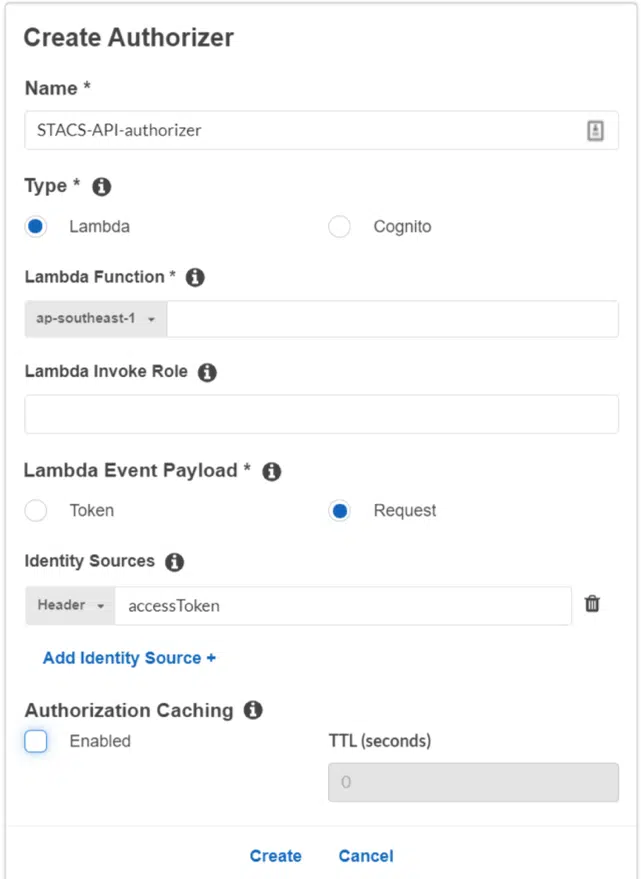 Create Authorizer
Name *
STACS-API-authorizer
Type *
Lambda Cognito
Lambda Function *
ap-southeast-1
Lambda Invoke Role
Lambda Event Payload *
Token Request
Identity Sources
Header accessToken
Add Identity Source +
Authorization Caching
Enabled TTL (seconds)
0
Create Cancel